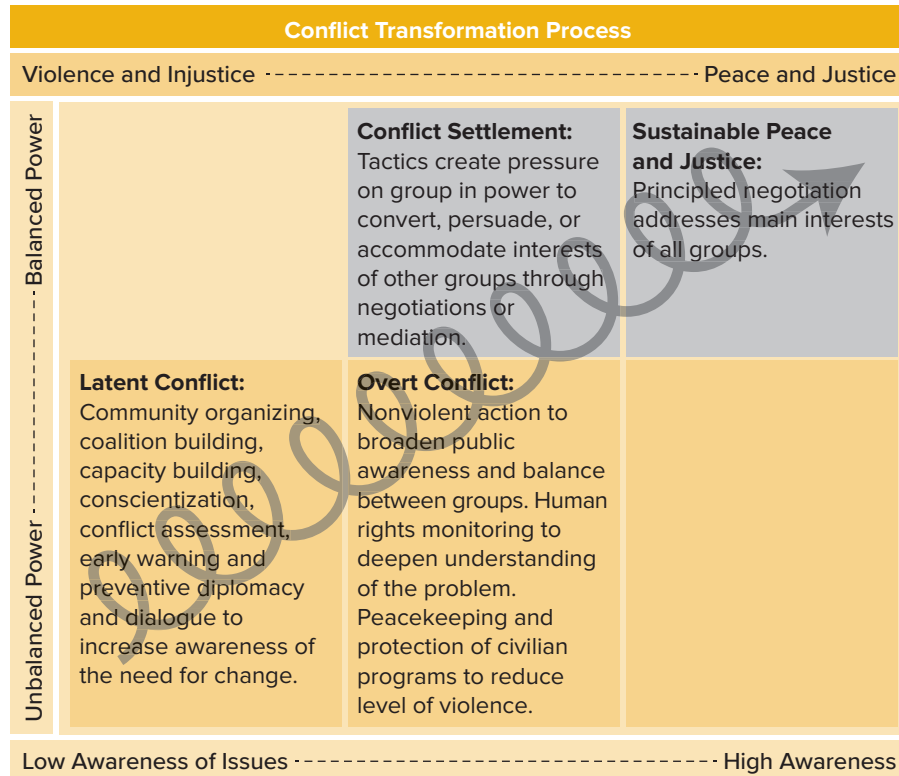 Conflict Transformation Process
Violence and Injustice
Peace and Justice
Balanced Power
Unbalanced Power
Conflict Settlement:
Tactics create pressure
on group in power to
convert, persuade, or
accommodate interests
of other groups through
negotiations or
mediation.
Sustainable Peace
and Justice:
Principled negotiation
addresses main interests
of all groups.
Latent Conflict:
Community organizing,
coalition building,
capacity building,
conscientization,
conflict assessment,
early warning and
preventive diplomacy
and dialogue to
increase awareness of
the need for change.
Overt Conflict:
Nonviolent action to
broaden public
awareness and balance
between groups. Human
rights monitoring to
deepen understanding
of the problem.
Peacekeeping and
protection of civilian
programs to reduce
level of violence.
Low Awareness of Issues
High Awareness